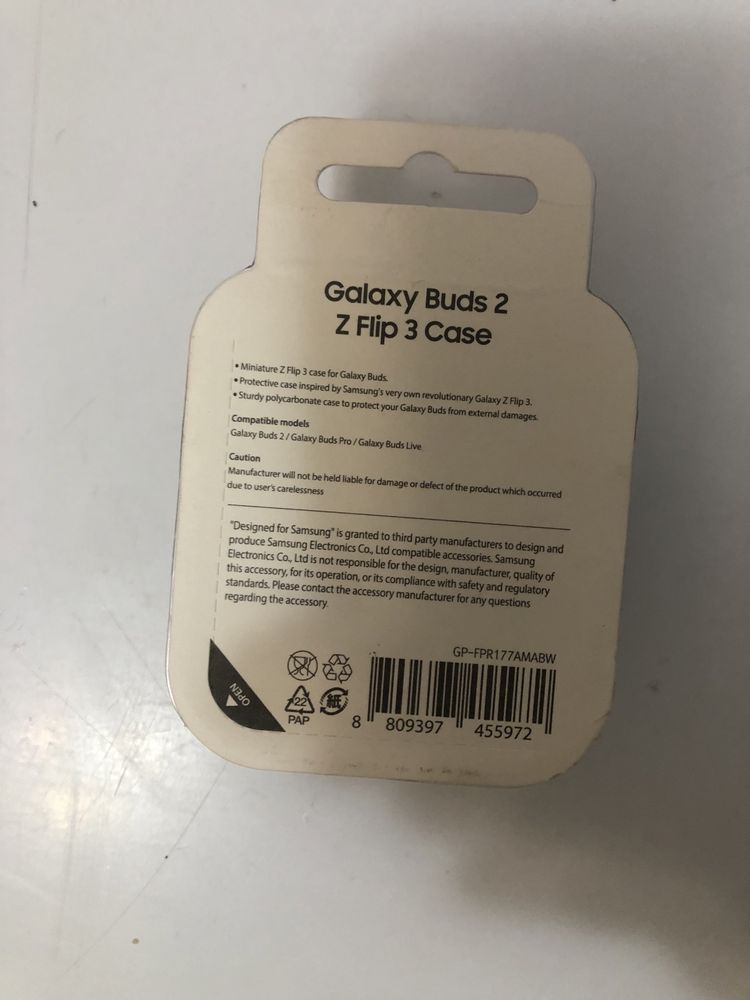 Galaxy Buds 2
Z Flip 3 Case
• Miniature Z Flip 3 case for Galaxy Buds.
• Protective case inspired by Samsung's very own revolutionary Galaxy Z Flip 3.
• Sturdy polycarbonate case to protect your Galaxy Buds from external damages.
Compatible models
Galaxy Buds 2 / Galaxy Buds Pro / Galaxy Buds Live
Caution
Manufacturer will not be held liable for damage or defect of the product which occurred
due to user's carelessness
"Designed for Samsung" is granted to third party manufacturers to design and
produce Samsung Electronics Co., Ltd compatible accessories. Samsung
Electronics Co., Ltd is not responsible for the design, manufacturer, quality of
this accessory, for its operation, or its compliance with safety and regulatory
standards. Please contact the accessory manufacturer for any questions
regarding the accessory.
GP-FPR177AMABW
OPEN
22
PAP
紙
8 809397 455972